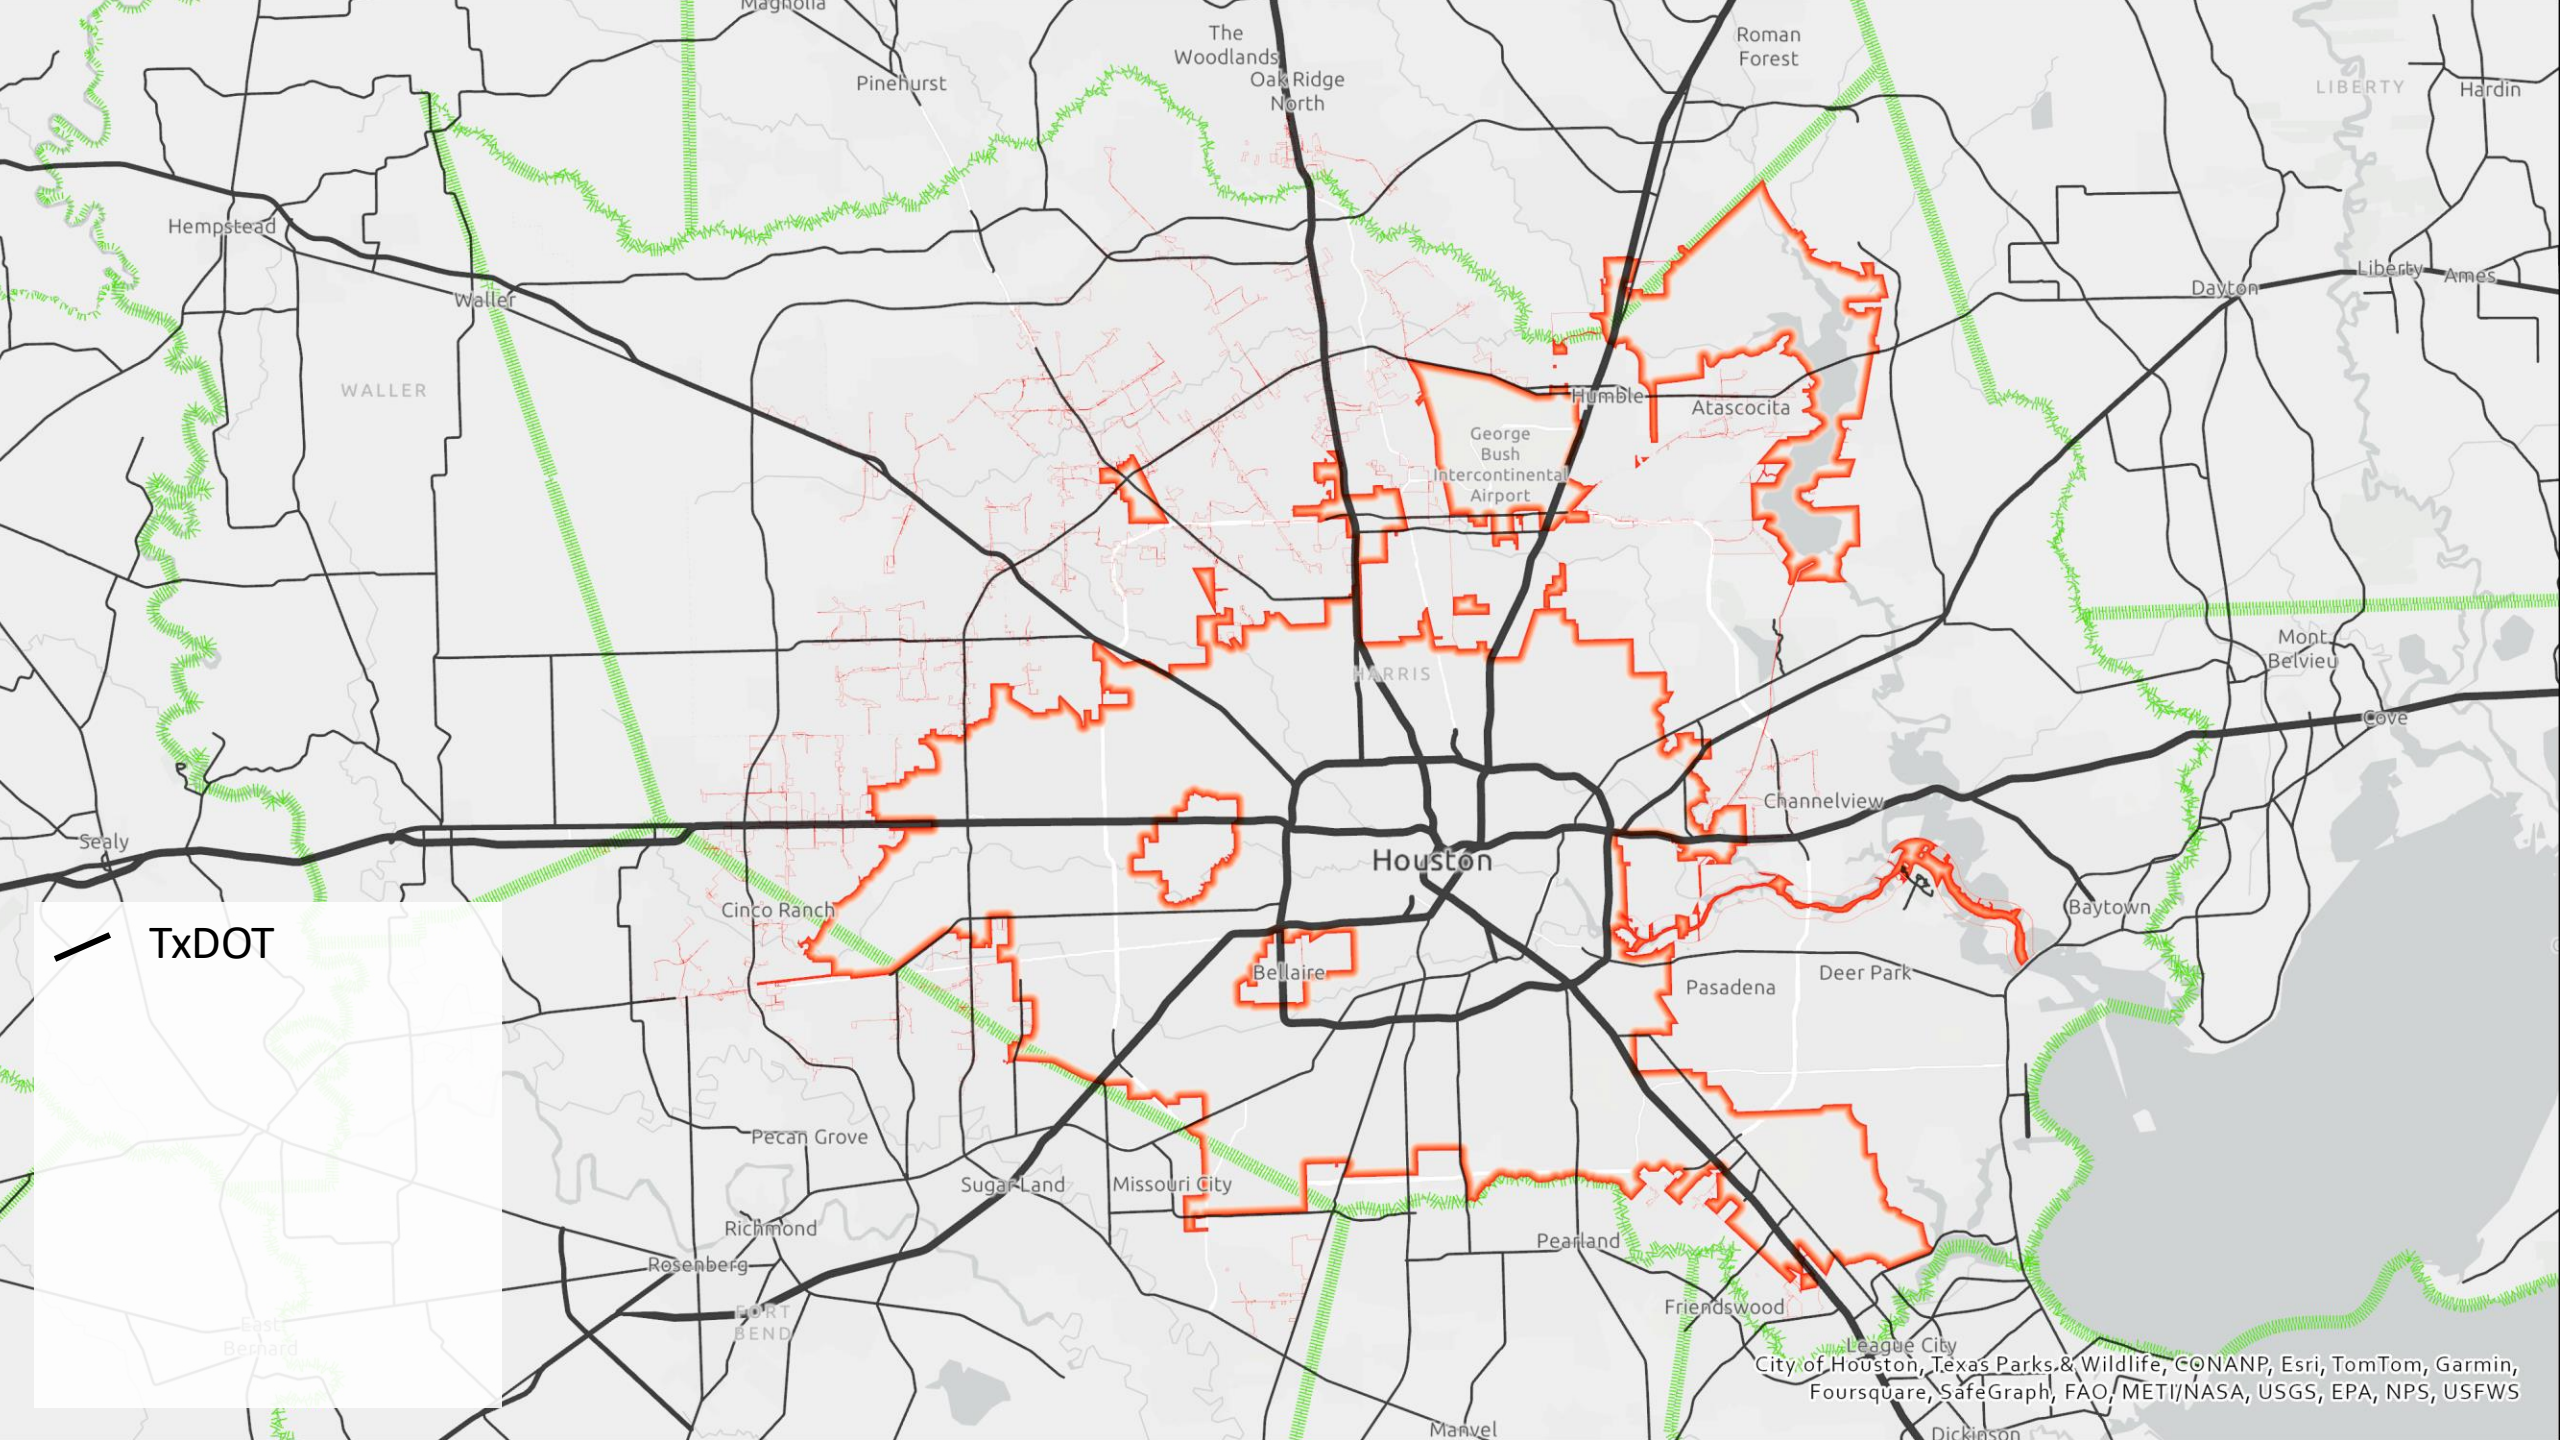 Magnolia
The
Woodlands
Roman
Forest
Pinehurst
Oak Ridge
North
LIBERTY
Hardin
Hempstead
Waller
Liberty
Ames
Dayton
WALLER
Humble
Atascocita
George
Bush
Intercontinental
Airport
HARRIS
Mont
Belvieu
Cove
Channelview
Sealy
Houston
Cinco Ranch
Baytown
TxDOT
Bellaire
Pasadena
Deer Park
Pecan Grove
Sugar Land
Missouri City
Richmond
Pearland
Rosenberg
FORT
BEND
Friendswood
East
Bernard
League City
City of Houston, Texas Parks & Wildlife, CONANP, Esri, TomTom, Garmin,
Foursquare, SafeGraph, FAO, METI/NASA, USGS, EPA, NPS, USFWS
Manvel
Dickinson